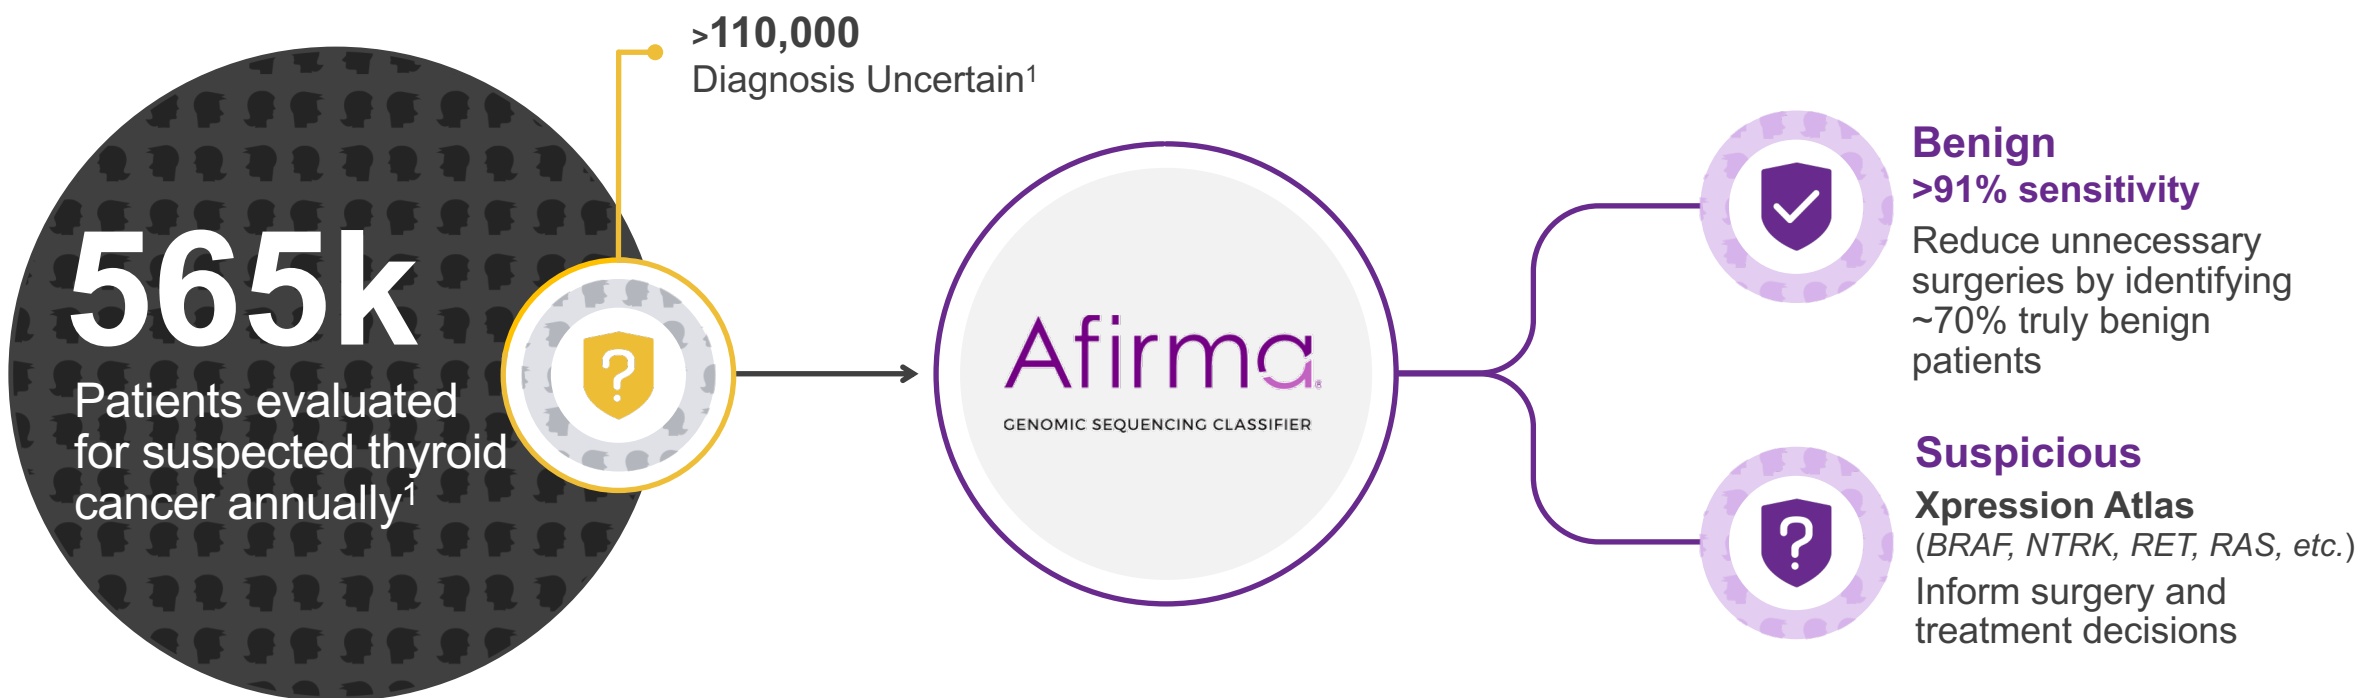 >110,000
Diagnosis Uncertain¹
565k
Patients evaluated
for suspected thyroid
cancer annually¹
?
Afirma®
GENOMIC SEQUENCING CLASSIFIER
Benign
>91% sensitivity
Reduce unnecessary
surgeries by identifying
~70% truly benign
patients
?
Suspicious
Xpression Atlas
(BRAF, NTRK, RET, RAS, etc.)
Inform surgery and
treatment decisions